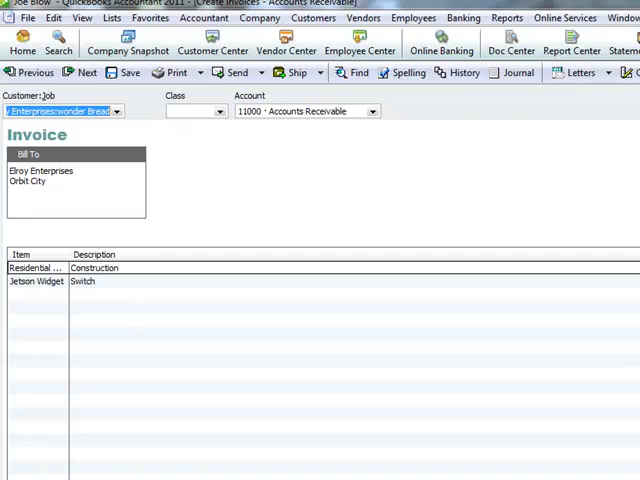 Joe Blow - QuickBooks Accountant 2011 - [Create Invoices - Accounts Receivable]
File Edit View Lists Favorites Accountant Company Customers Vendors Employees Banking Reports Online Services Window
Home Search Company Snapshot Customer Center Vendor Center Employee Center Online Banking Doc Center Report Center
Previous Next Save Print Send Ship Find Spelling History Journal Letters
Customer:Job Class Account
Enterprises:wonder Bread 11000 · Accounts Receivable
Invoice
Bill To
Elroy Enterprises
Orbit City
Item Description
Residential ... Construction
Jetson Widget Switch